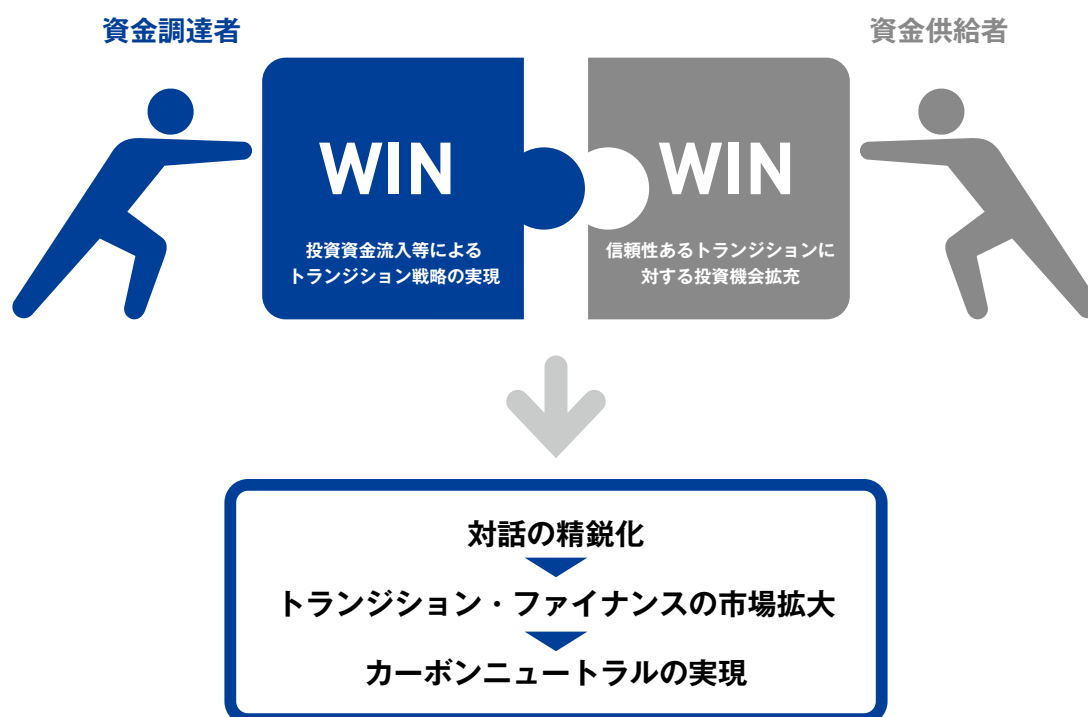 資金調達者
資金供給者
WIN
投資資金流入等による
トランジション戦略の実現
WIN
信頼性あるトランジションに
対する投資機会拡充
対話の精鋭化
トランジション・ファイナンスの市場拡大
カーボンニュートラルの実現